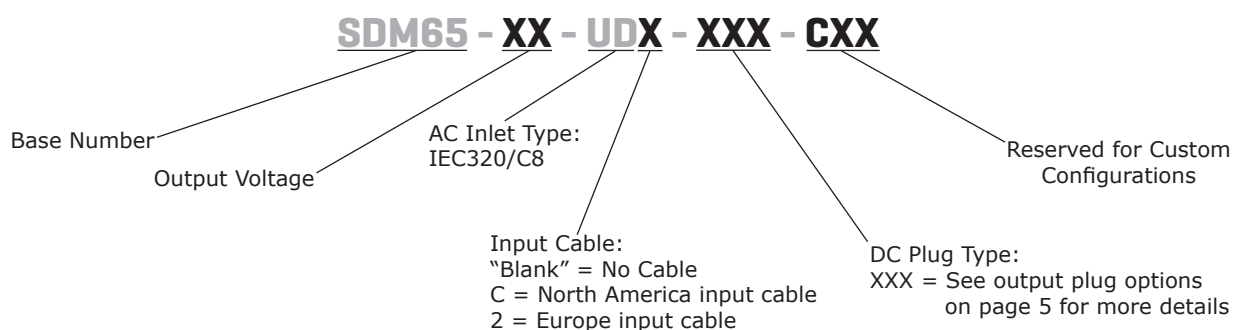 SDM65 - XX - UDX - XXX - CXX
Base Number
Output Voltage
AC Inlet Type:
IEC320/C8
Input Cable:
“Blank” = No Cable
C = North America input cable
2 = Europe input cable
DC Plug Type:
XXX = See output plug options
on page 5 for more details
Reserved for Custom
Configurations